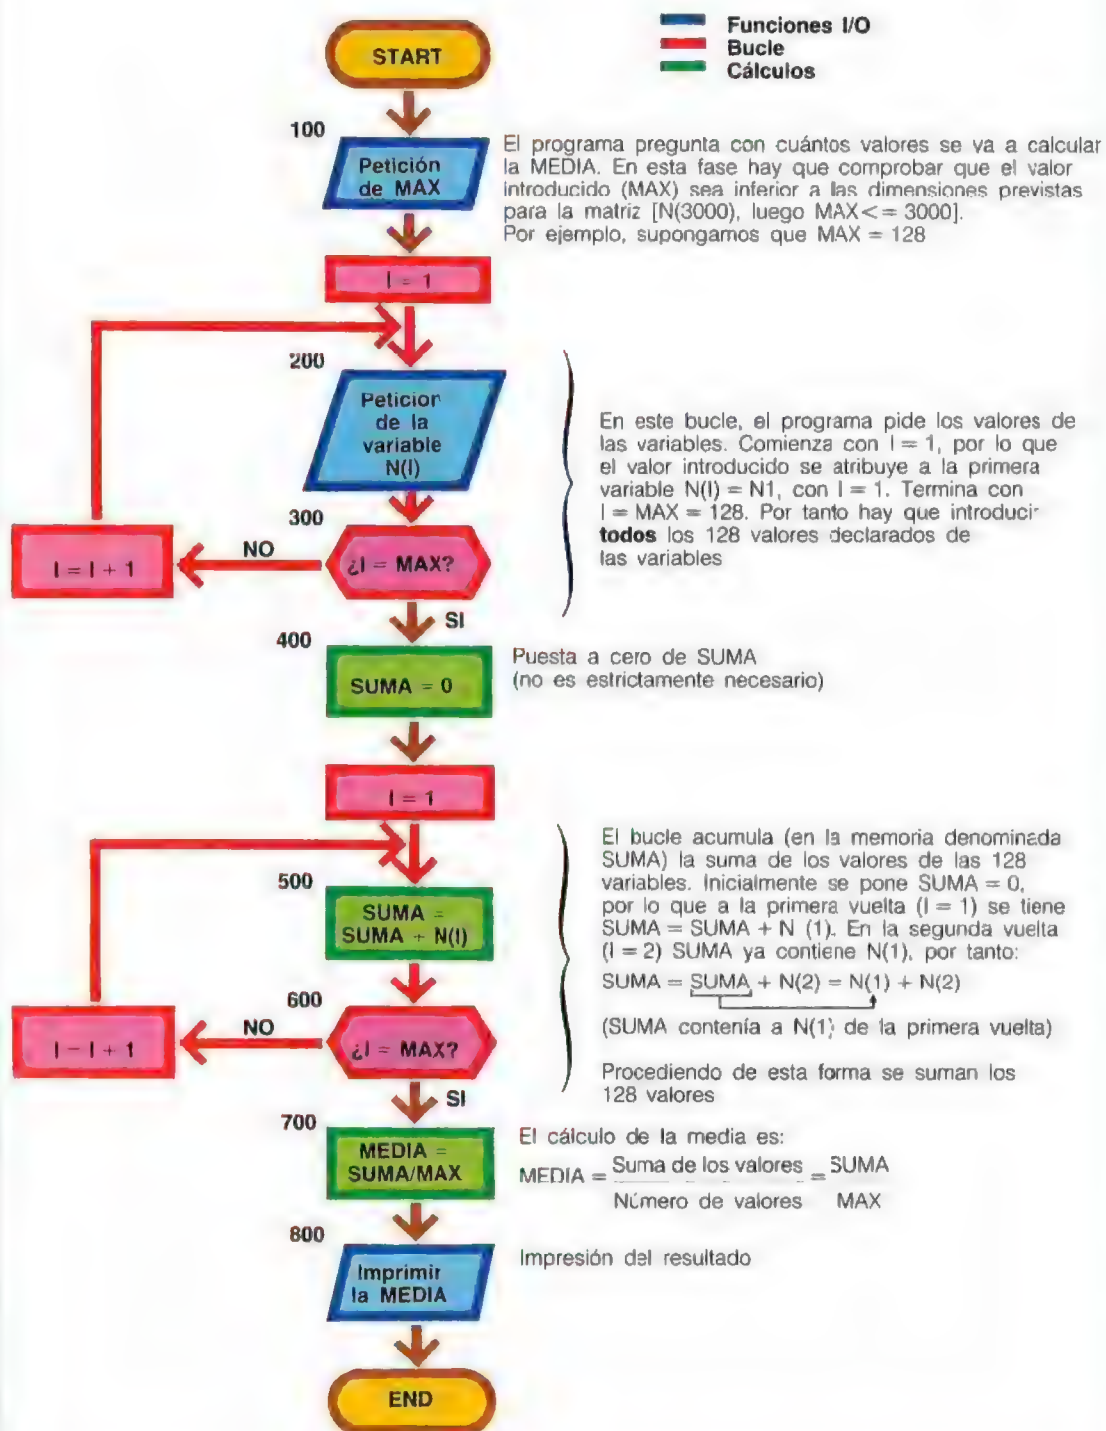 Funciones I/O
Bucle
Cálculos
START
100
Petición
de MAX
El programa pregunta con cuántos valores se va a calcular
la MEDIA. En esta fase hay que comprobar que el valor
introducido (MAX) sea inferior a las dimensiones previstas
para la matriz [N(3000), luego MAX<= 3000].
Por ejemplo, supongamos que MAX = 128
I = 1
200
Peticion
de la
variable
N(I)
En este bucle, el programa pide los valores de
las variables. Comienza con I = 1, por lo que
el valor introducido se atribuye a la primera
variable N(I) = N1, con I = 1. Termina con
I = MAX = 128. Por tanto hay que introducir
todos los 128 valores declarados de
las variables
300
I = I + 1
NO
¿I = MAX?
SI
400
SUMA = 0
Puesta a cero de SUMA
(no es estrictamente necesario)
I = 1
500
SUMA =
SUMA + N(I)
El bucle acumula (en la memoria denominada
SUMA) la suma de los valores de las 128
variables. Inicialmente se pone SUMA = 0,
por lo que a la primera vuelta (I = 1) se tiene
SUMA = SUMA + N (1). En la segunda vuelta
(I = 2) SUMA ya contiene N(1), por tanto:
SUMA = SUMA + N(2) = N(1) + N(2)
(SUMA contenía a N(1) de la primera vuelta)
Procediendo de esta forma se suman los
128 valores
600
I = I + 1
NO
¿I = MAX?
SI
700
MEDIA =
SUMA/MAX
El cálculo de la media es:
MEDIA = Suma de los valores = SUMA
Número de valores MAX
800
Imprimir
la MEDIA
Impresión del resultado
END